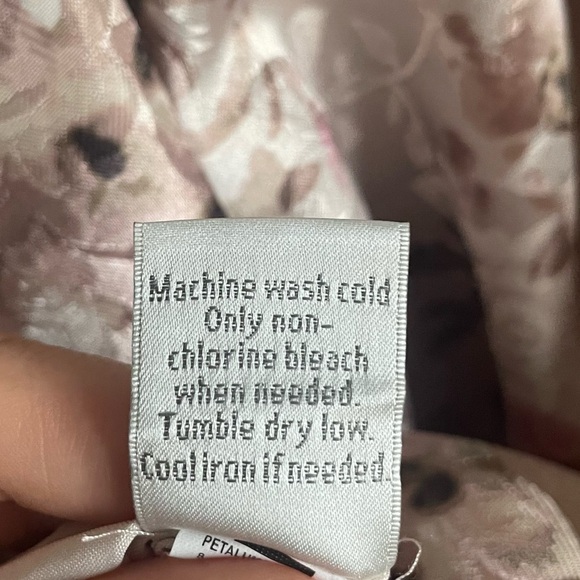 Machine wash cold
Only non-
chlorine bleach
when needed.
Tumble dry low.
Cool iron if needed.